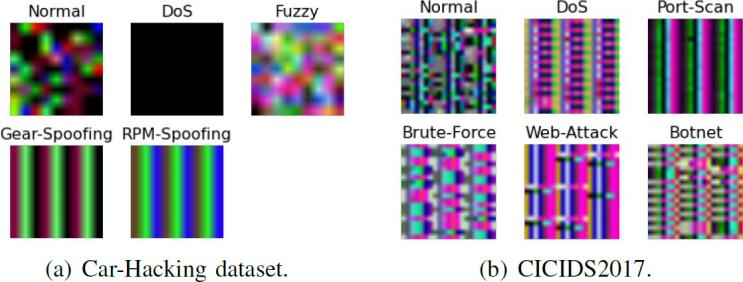 Normal DoS Fuzzy
Gear-Spoofing RPM-Spoofing
(a) Car-Hacking dataset.
Normal DoS Port-Scan
Brute-Force Web-Attack Botnet
(b) CICIDS2017.